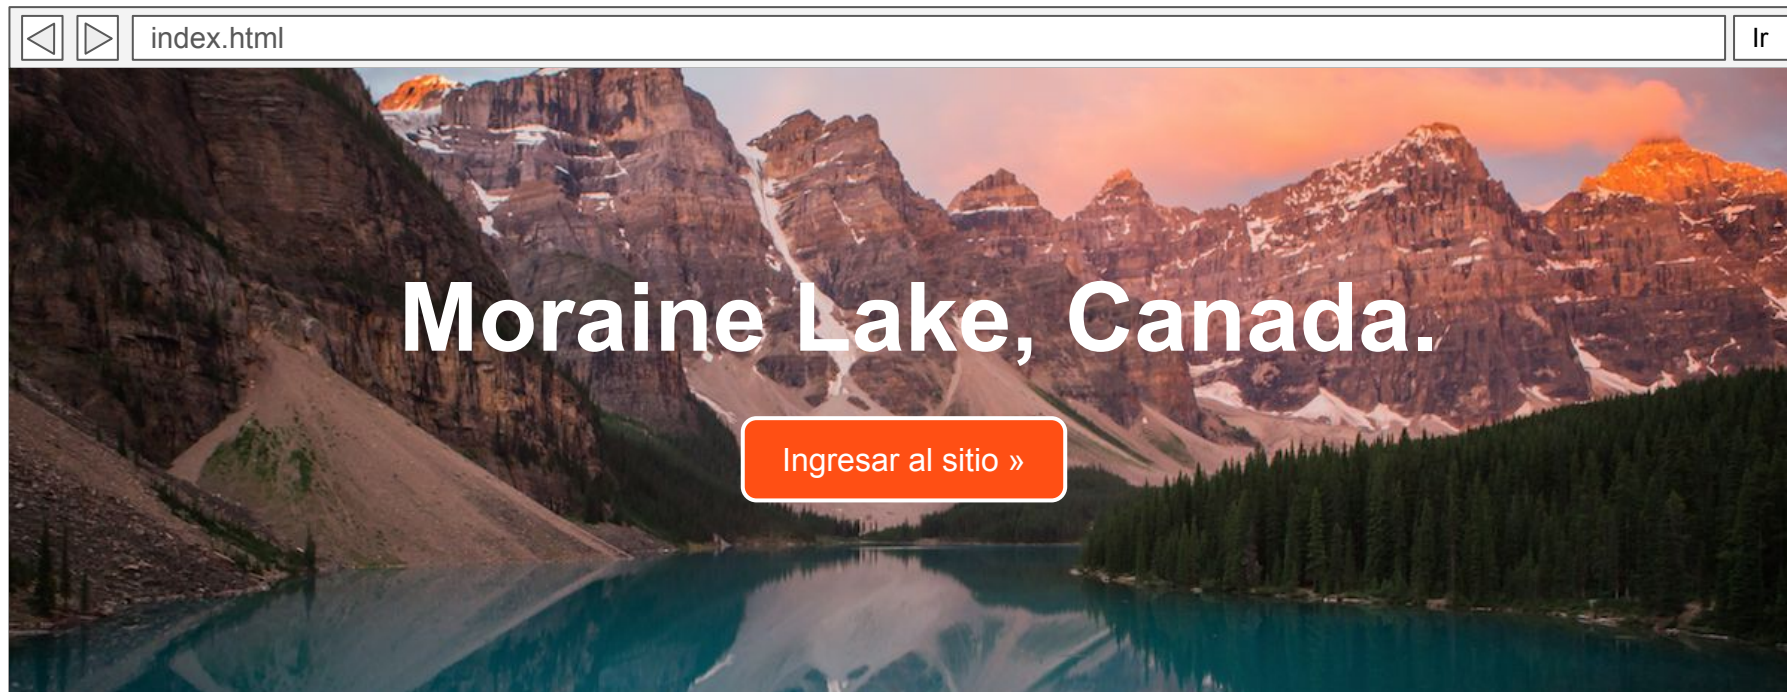 index.html
Ir
Moraine Lake, Canada.
Ingresar al sitio »